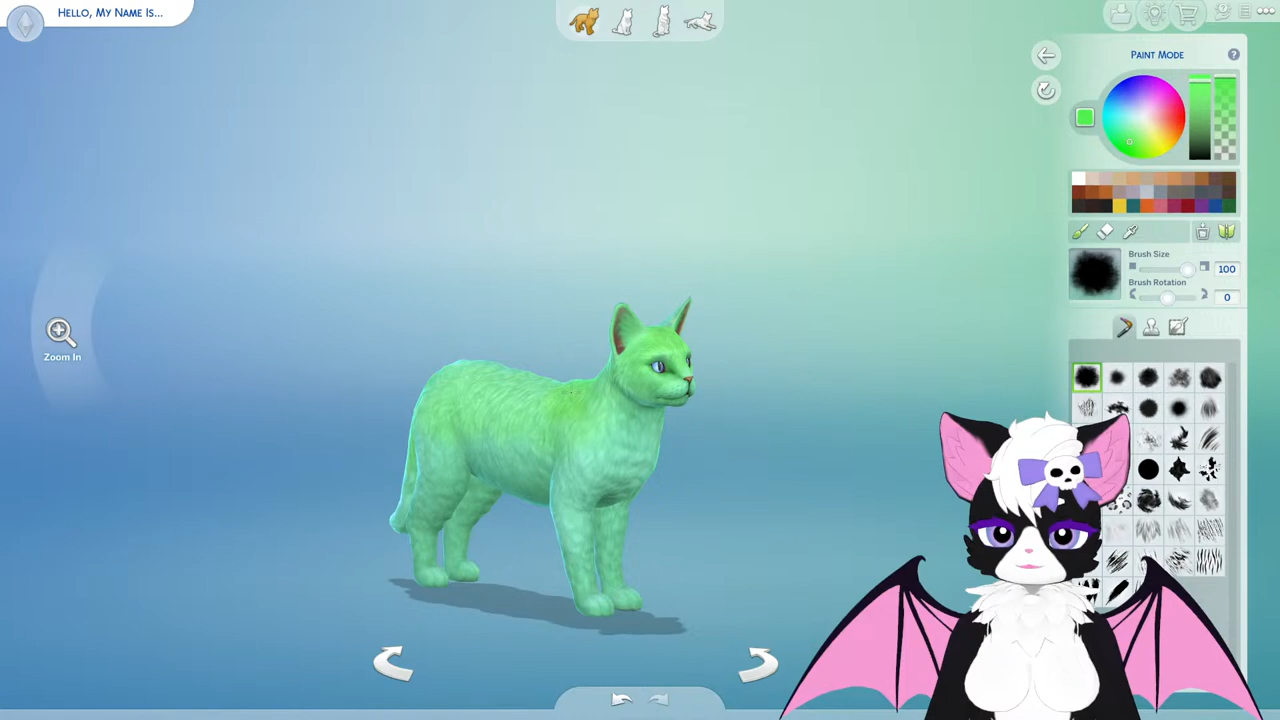 Hello, My Name Is...
Paint Mode
?
Brush Size
100
Brush Rotation
0
Zoom In